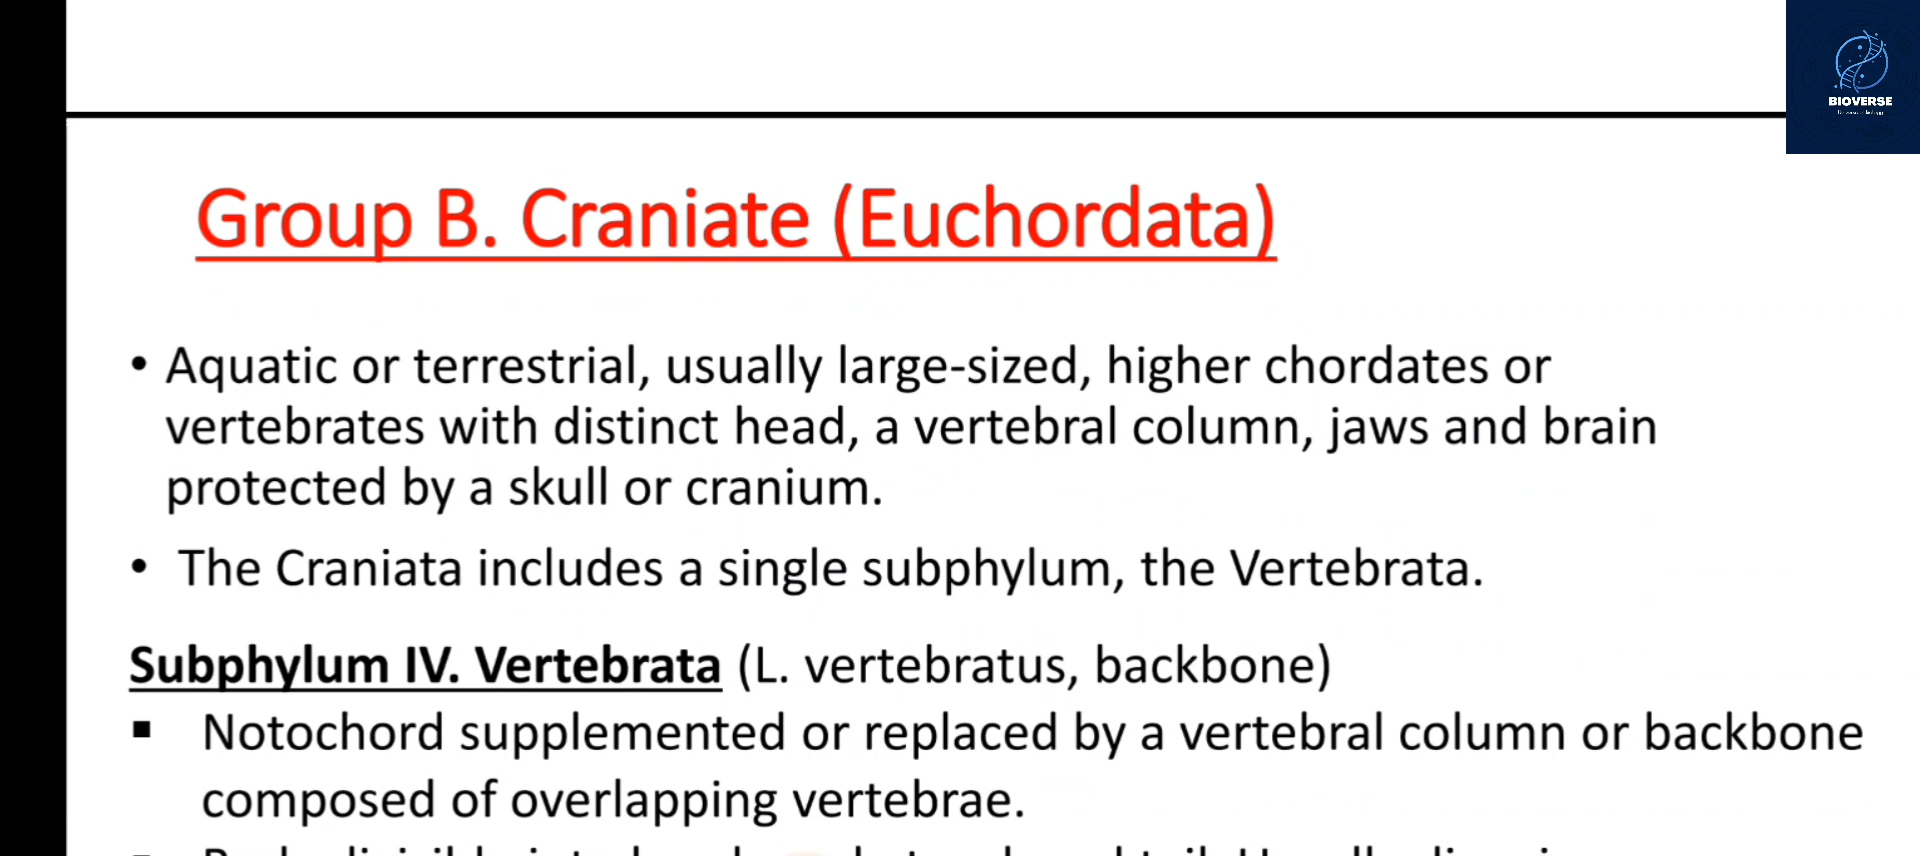 BIOVERSE
Group B. Craniate (Euchordata)
• Aquatic or terrestrial, usually large-sized, higher chordates or
vertebrates with distinct head, a vertebral column, jaws and brain
protected by a skull or cranium.
• The Craniata includes a single subphylum, the Vertebrata.
Subphylum IV. Vertebrata (L. vertebratus, backbone)
▪ Notochord supplemented or replaced by a vertebral column or backbone
composed of overlapping vertebrae.